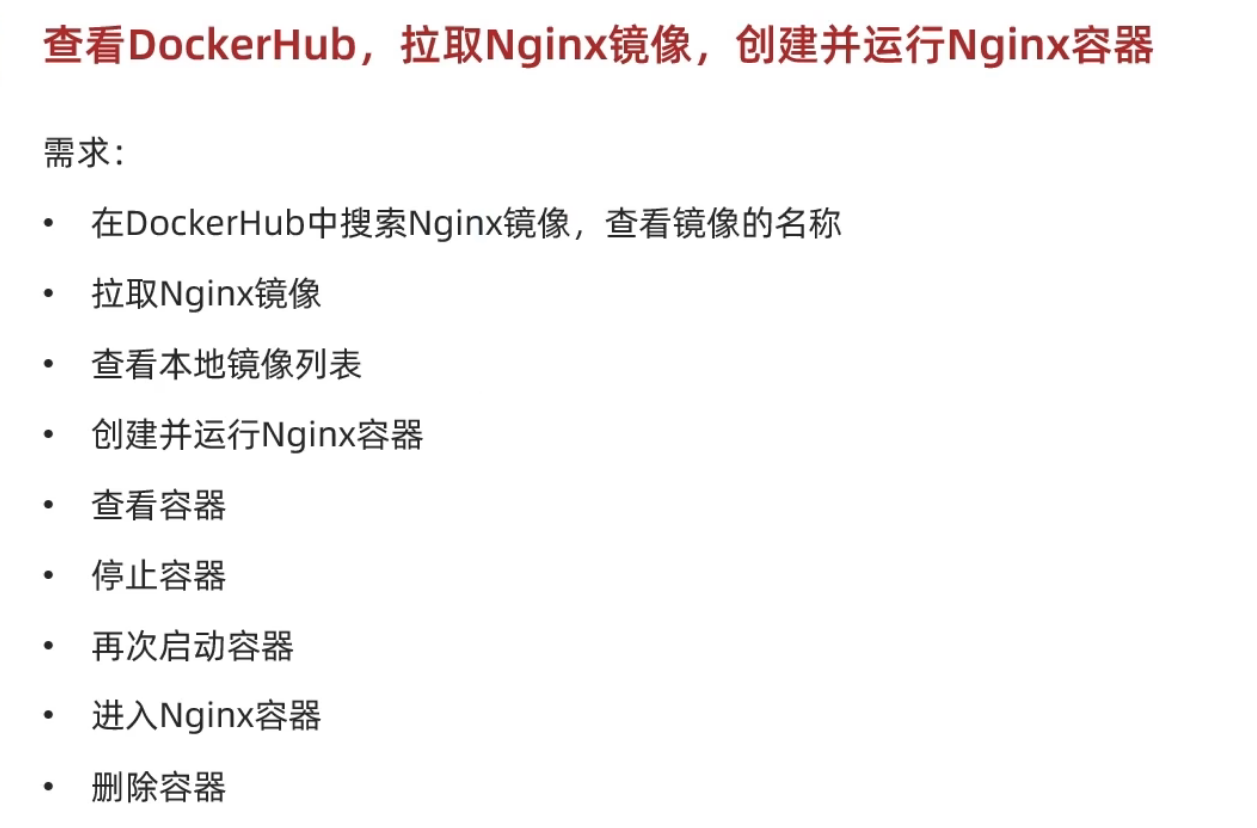 查看DockerHub，拉取Nginx镜像，创建并运行Nginx容器
需求：
• 在DockerHub中搜索Nginx镜像，查看镜像的名称
• 拉取Nginx镜像
• 查看本地镜像列表
• 创建并运行Nginx容器
• 查看容器
• 停止容器
• 再次启动容器
• 进入Nginx容器
• 删除容器